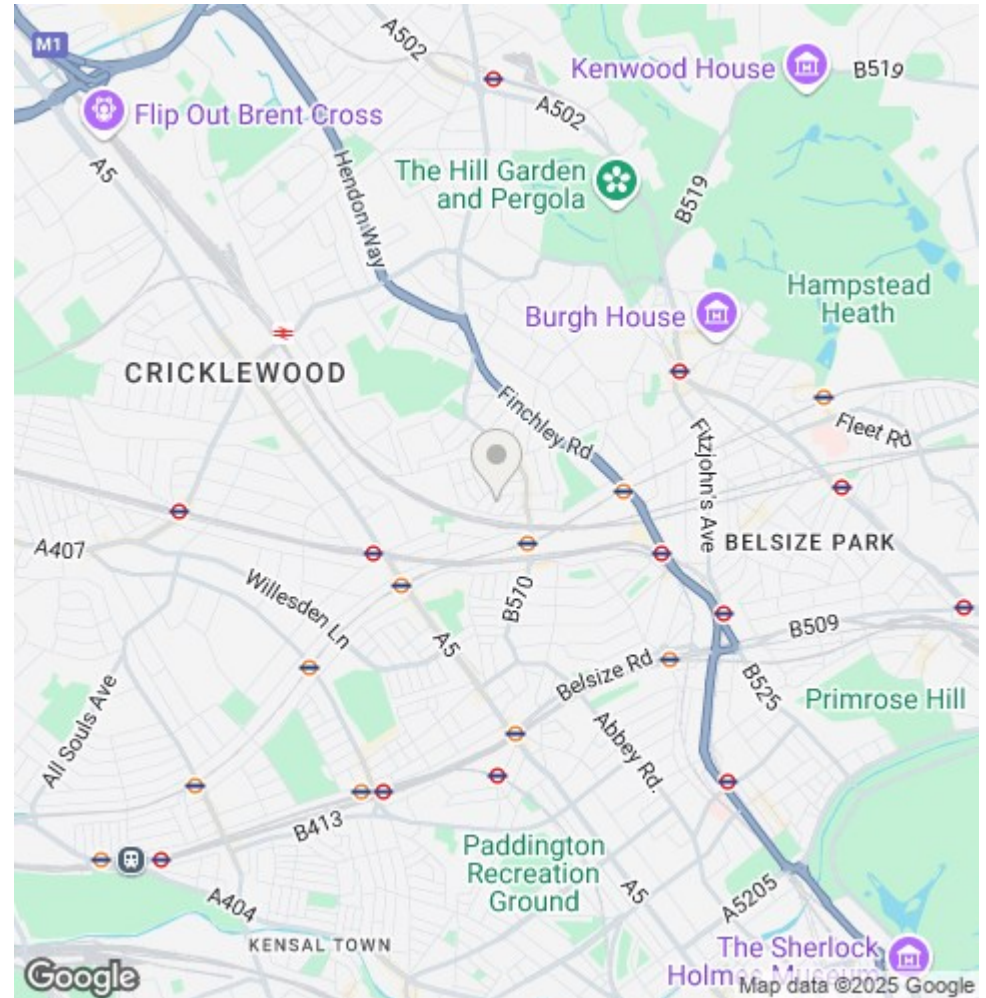 M1
A502
Kenwood House
B519
Flip Out Brent Cross
A502
A5
Hendon Way
The Hill Garden
and Pergola
B519
Hampstead
Heath
Burgh House
CRICKLEWOOD
Finchley Rd
Fitzjohn's Ave
Fleet Rd
A407
BELSIZE PARK
Willesden Ln
B570
B509
A5
Belsize Rd
B525
Primrose Hill
All Souls Ave
Abbey Rd.
B413
Paddington
Recreation
Ground
A5
A5205
A404
KENSAL TOWN
The Sherlock
Holmes Museum
Google
Map data ©2025 Google